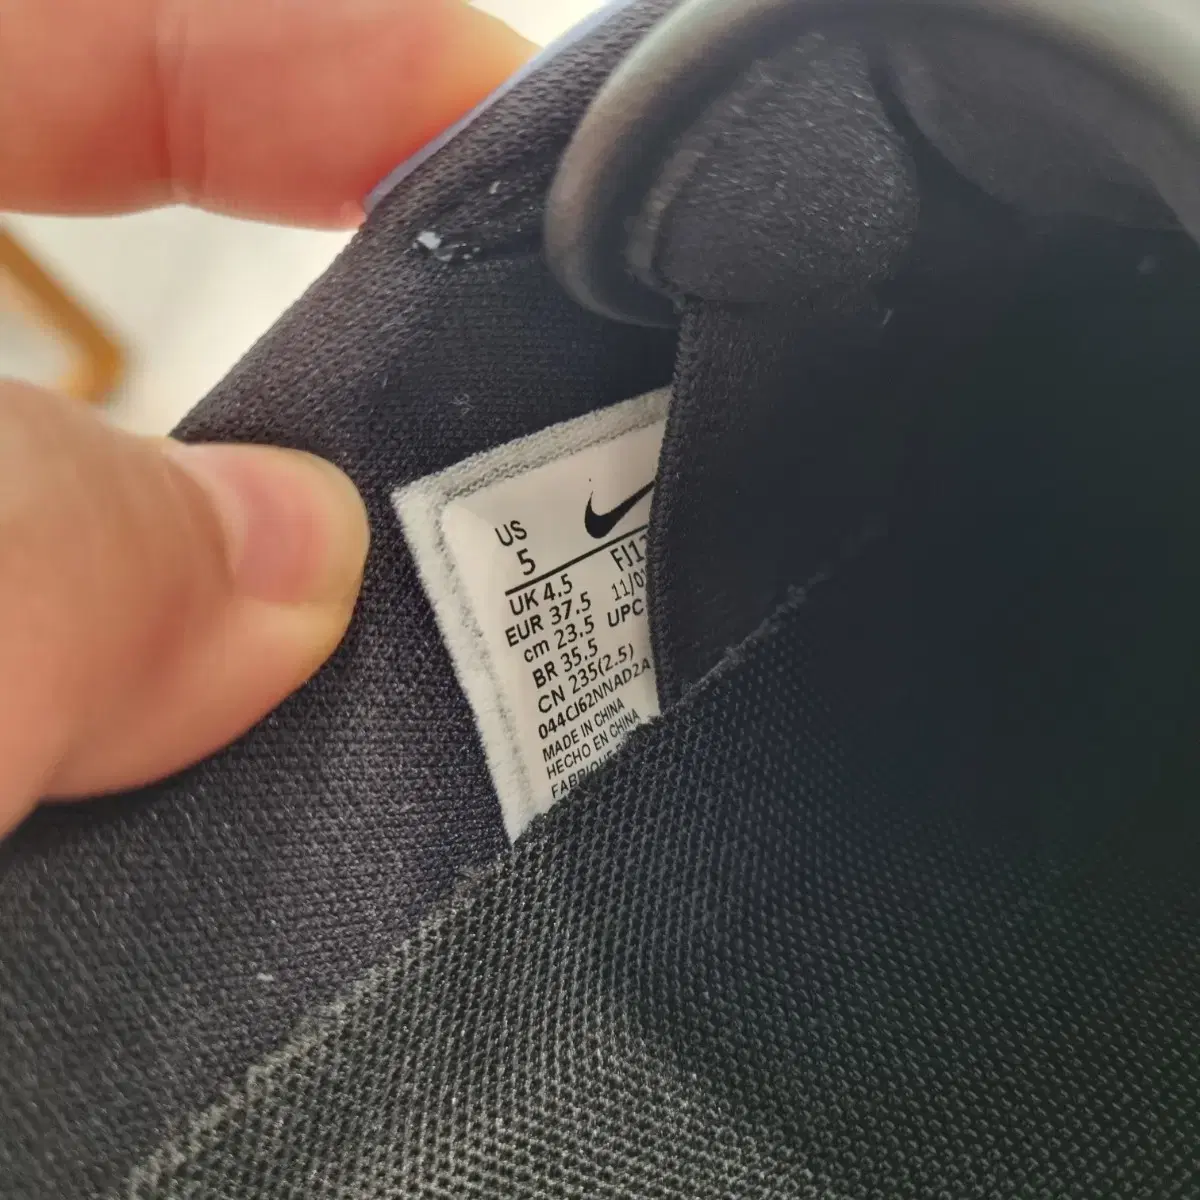 US
5
UK 4.5
EUR 37.5
cm 23.5
BR 35.5
CN 235(2.5)
044CJ62NNAD2A
MADE IN CHINA
HECHO EN CHINA
UPC